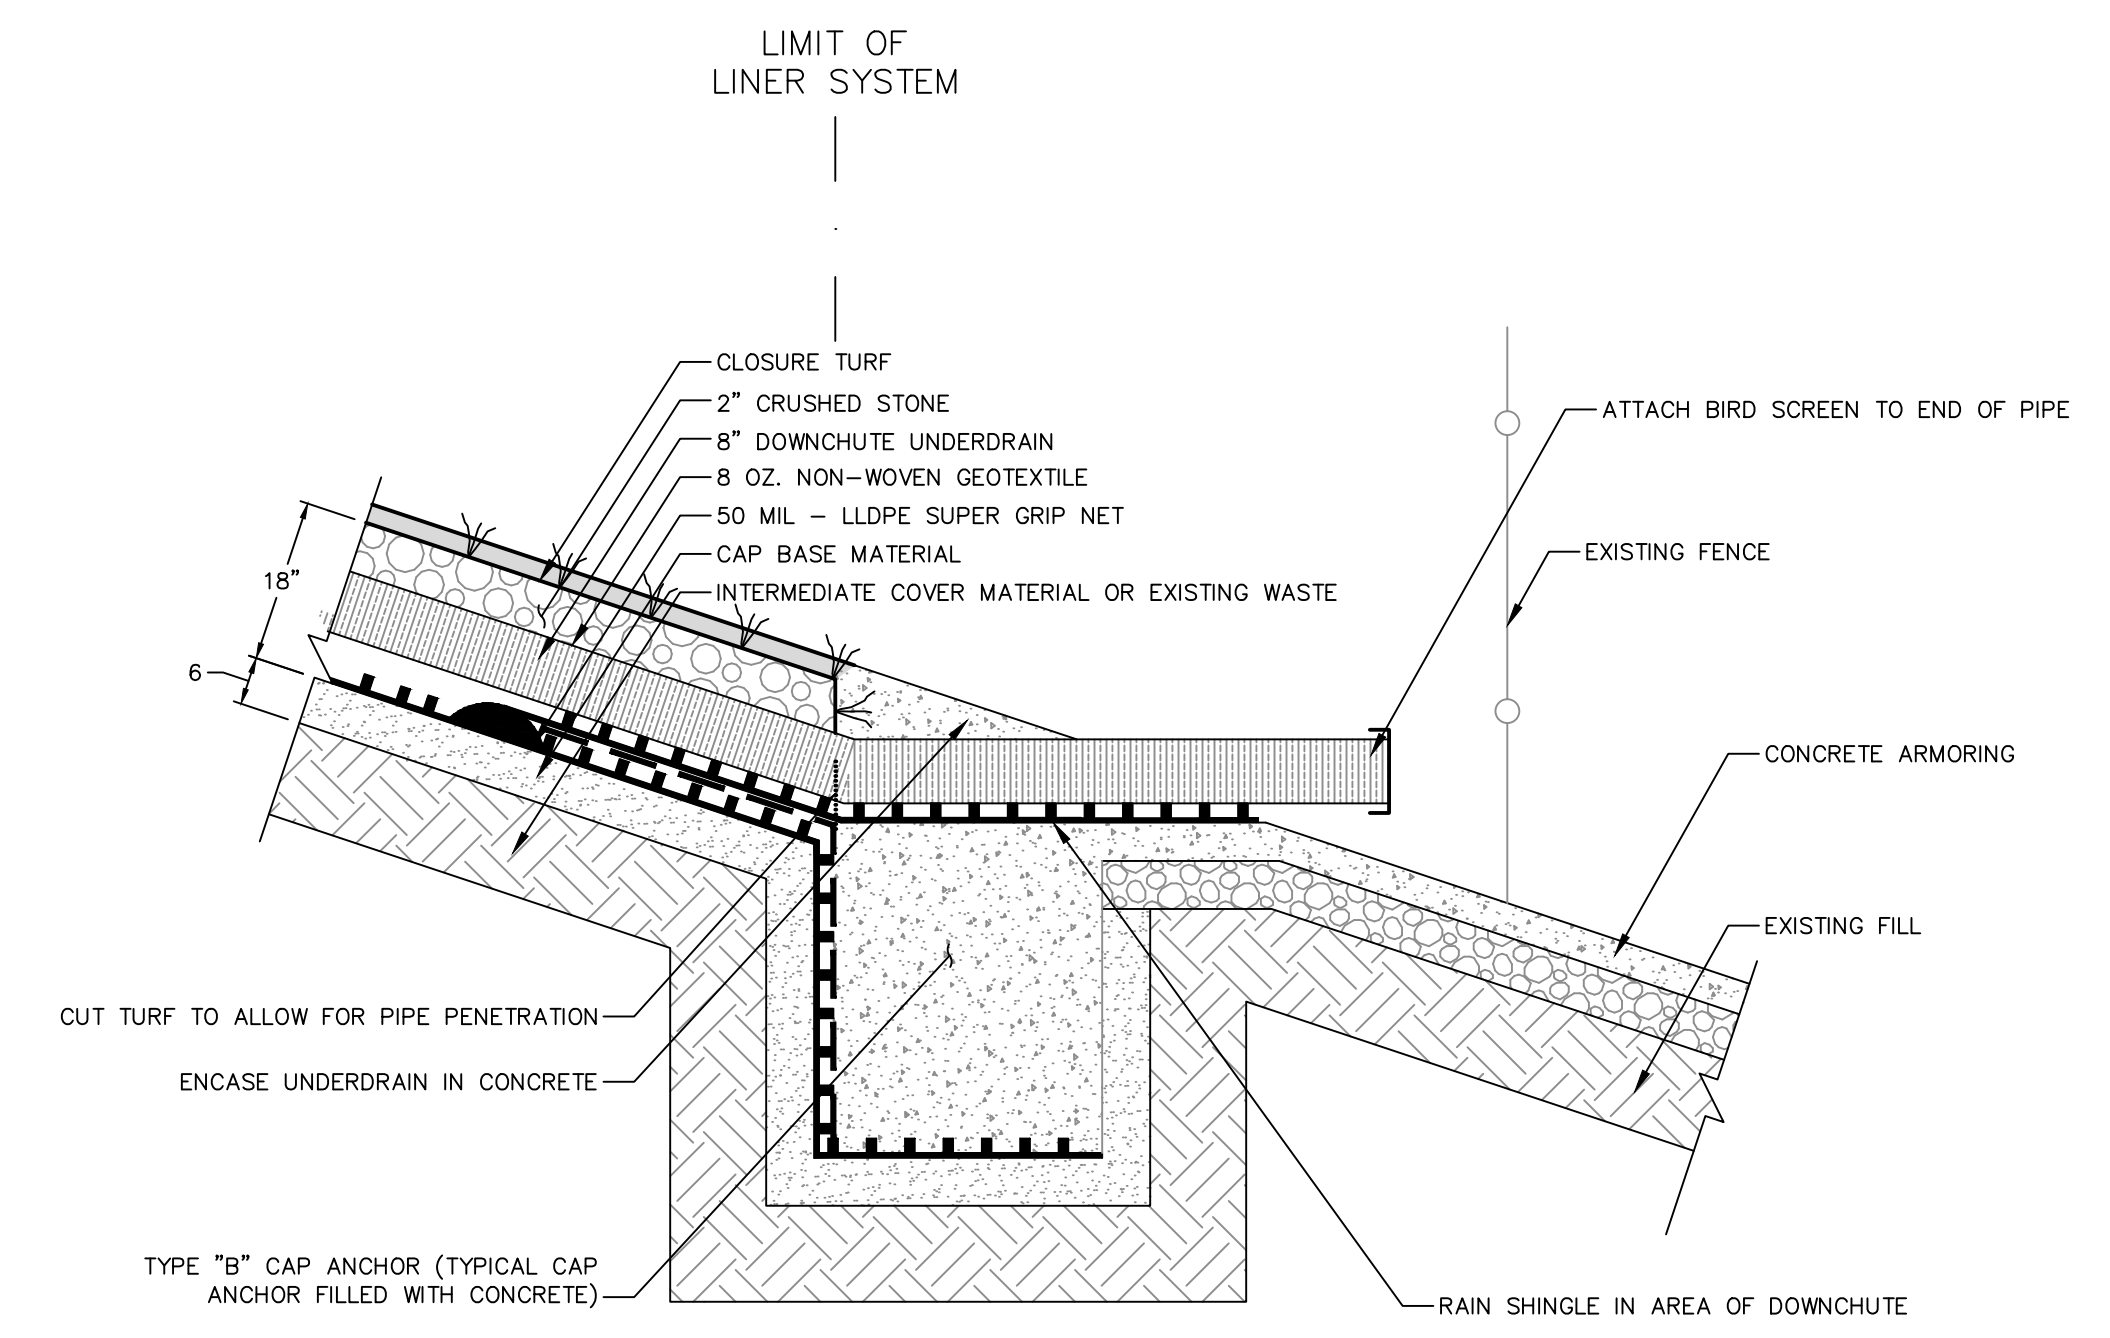 LIMIT OF
LINER SYSTEM
CLOSURE TURF
2” CRUSHED STONE
8” DOWNCHUTE UNDERDRAIN
8 OZ. NON-WOVEN GEOTEXTILE
50 MIL - LLDPE SUPER GRIP NET
CAP BASE MATERIAL
INTERMEDIATE COVER MATERIAL OR EXISTING WASTE
ATTACH BIRD SCREEN TO END OF PIPE
EXISTING FENCE
18”
6
CONCRETE ARMORING
EXISTING FILL
CUT TURF TO ALLOW FOR PIPE PENETRATION
ENCASE UNDERDRAIN IN CONCRETE
TYPE ”B” CAP ANCHOR (TYPICAL CAP
ANCHOR FILLED WITH CONCRETE)
RAIN SHINGLE IN AREA OF DOWNCHUTE